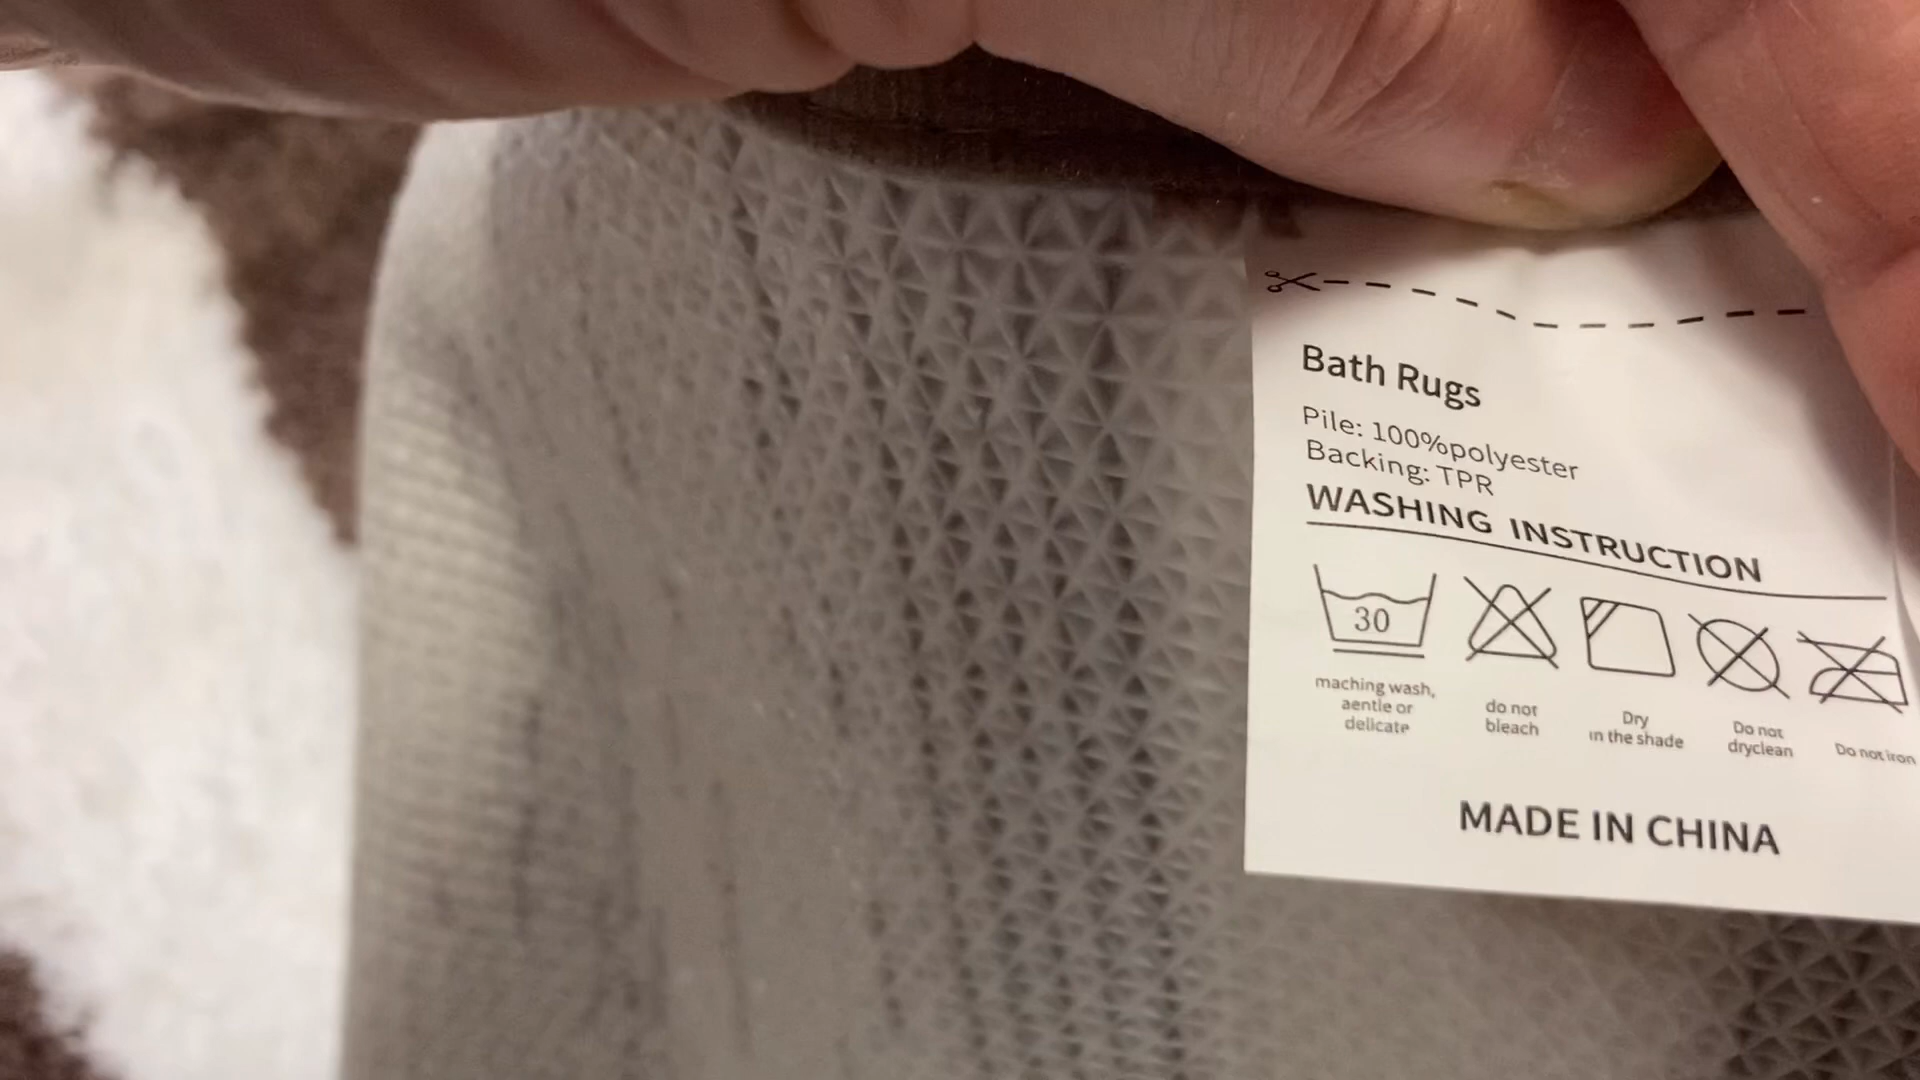 Bath Rugs
Pile: 100%polyester
Backing: TPR
WASHING INSTRUCTION
30
maching wash,
aentle or
delicate
do not
bleach
Dry
in the shade
Do not
dryclean
Do not iron
MADE IN CHINA